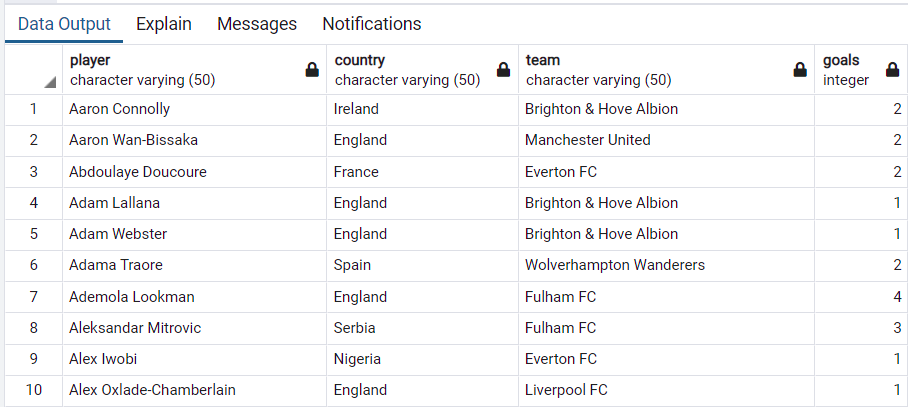 Data Output Explain Messages Notifications
player country team goals
character varying (50) character varying (50) character varying (50) integer
1 Aaron Connolly Ireland Brighton & Hove Albion 2
2 Aaron Wan-Bissaka England Manchester United 2
3 Abdoulaye Doucoure France Everton FC 2
4 Adam Lallana England Brighton & Hove Albion 1
5 Adam Webster England Brighton & Hove Albion 1
6 Adama Traore Spain Wolverhampton Wanderers 2
7 Ademola Lookman England Fulham FC 4
8 Aleksandar Mitrovic Serbia Fulham FC 3
9 Alex Iwobi Nigeria Everton FC 1
10 Alex Oxlade-Chamberlain England Liverpool FC 1